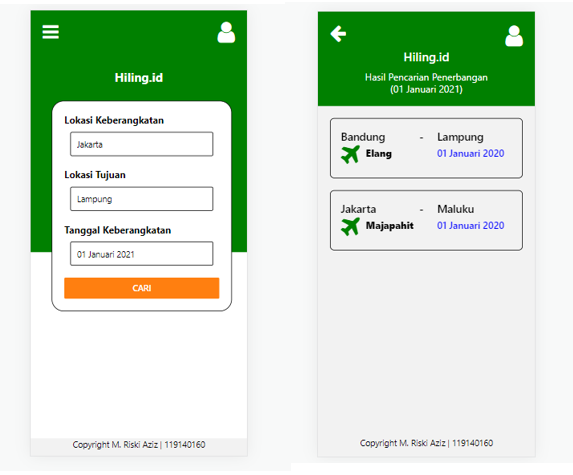 Hiling.id
Lokasi Keberangkatan
Jakarta
Lokasi Tujuan
Lampung
Tanggal Keberangkatan
01 Januari 2021
CARI
Copyright M. Riski Aziz | 119140160
Hiling.id
Hasil Pencarian Penerbangan
(01 Januari 2021)
Bandung - Lampung
Elang 01 Januari 2020
Jakarta - Maluku
Majapahit 01 Januari 2020
Copyright M. Riski Aziz | 119140160